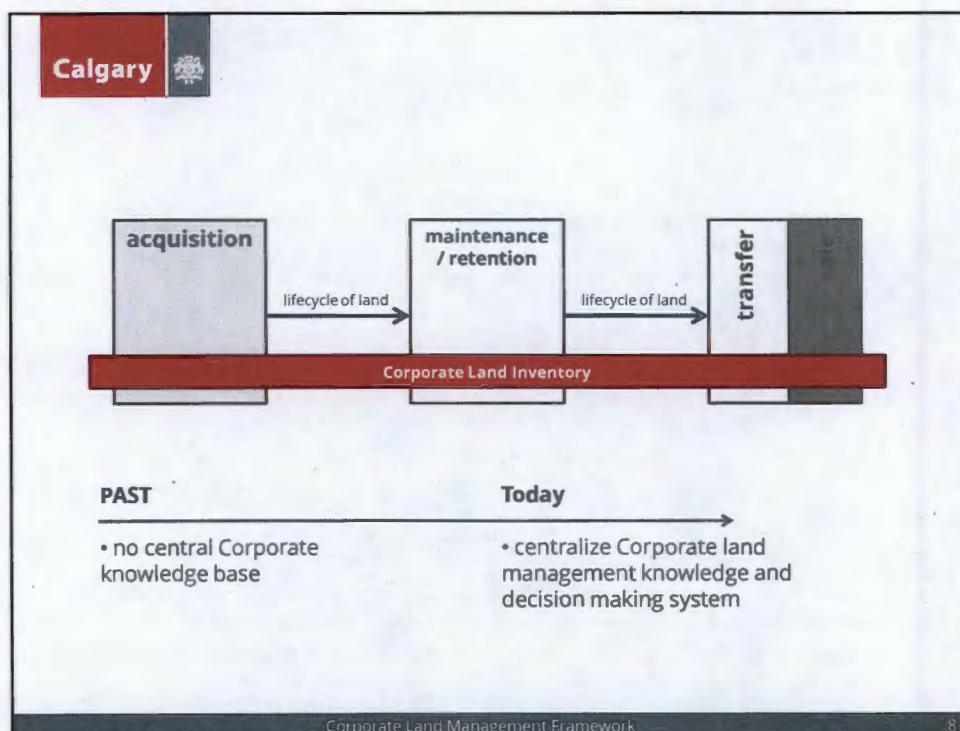 Calgary
acquisition
maintenance
/ retention
transfer
lifecycle of land
lifecycle of land
Corporate Land Inventory
PAST
Today
• no central Corporate
knowledge base
• centralize Corporate land
management knowledge and
decision making system
Corporate Land Management Framework
8